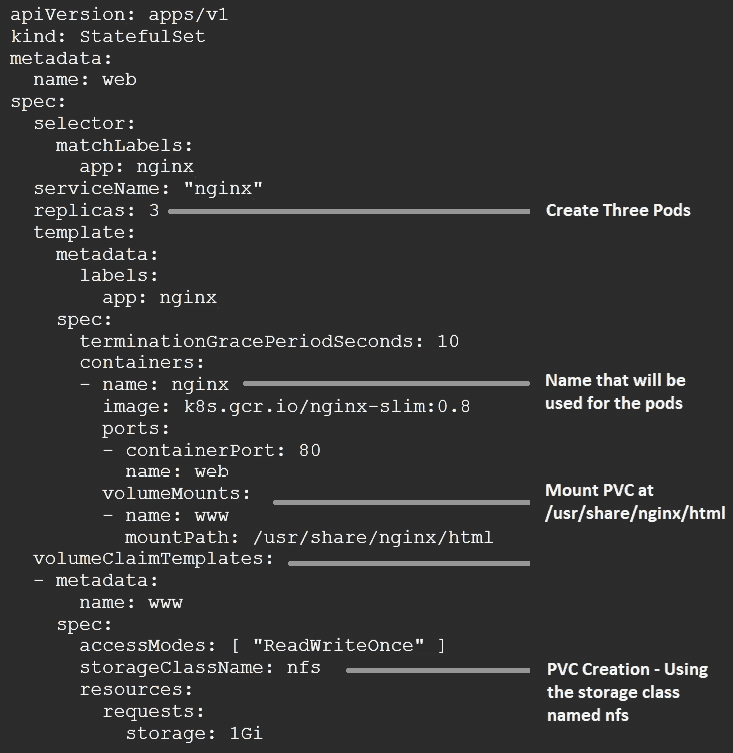 apiVersion: apps/v1
kind: StatefulSet
metadata:
  name: web
spec:
  selector:
    matchLabels:
      app: nginx
  serviceName: "nginx"
  replicas: 3
Create Three Pods
  template:
    metadata:
      labels:
        app: nginx
    spec:
      terminationGracePeriodSeconds: 10
      containers:
      - name: nginx
Name that will be
used for the pods
        image: k8s.gcr.io/nginx-slim:0.8
        ports:
        - containerPort: 80
          name: web
        volumeMounts:
Mount PVC at
/usr/share/nginx/html
        - name: www
          mountPath: /usr/share/nginx/html
  volumeClaimTemplates:
  - metadata:
      name: www
    spec:
      accessModes: [ "ReadWriteOnce" ]
      storageClassName: nfs
PVC Creation - Using
the storage class
named nfs
      resources:
        requests:
          storage: 1Gi